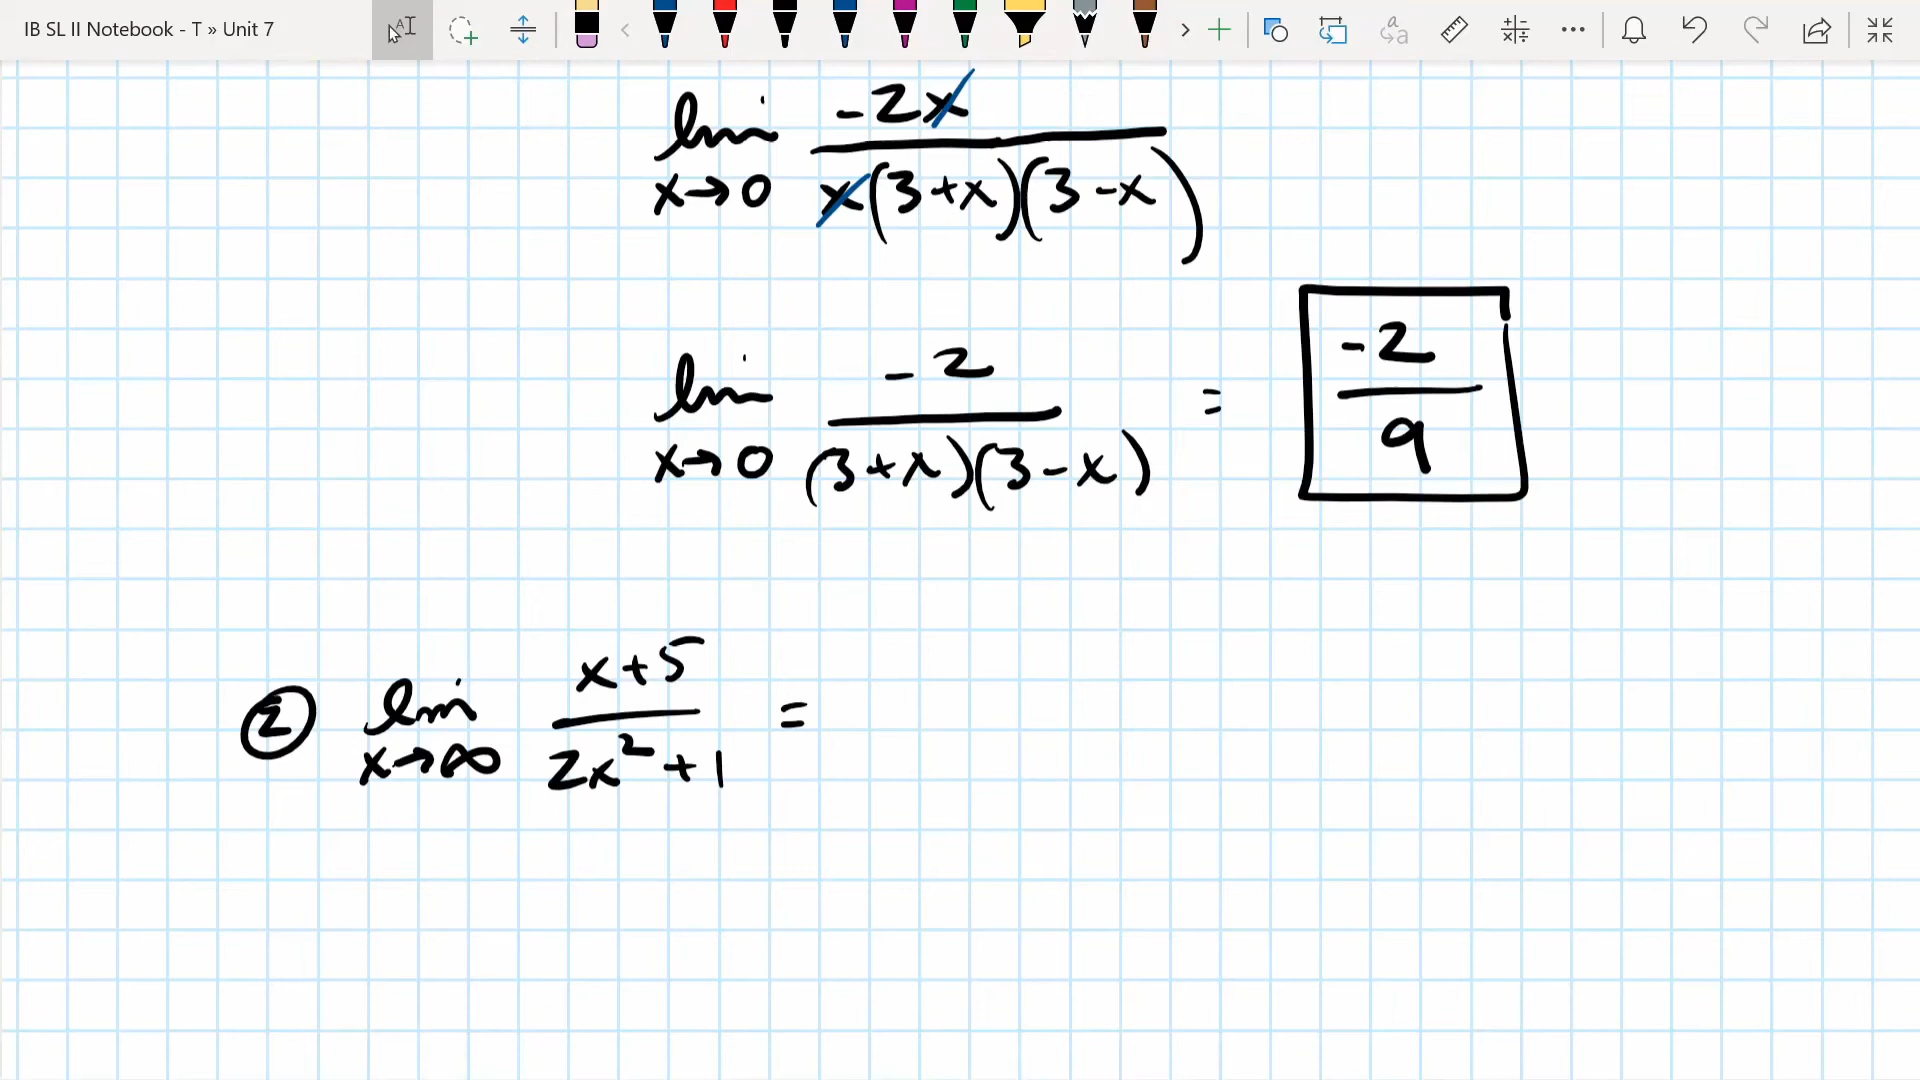 IB SL II Notebook - T » Unit 7
lim -2x
x→0 x(3+x)(3-x)
lim -2 = -2
x→0 (3+x)(3-x) 9
② lim x+5 =
x→∞ 2x²+1